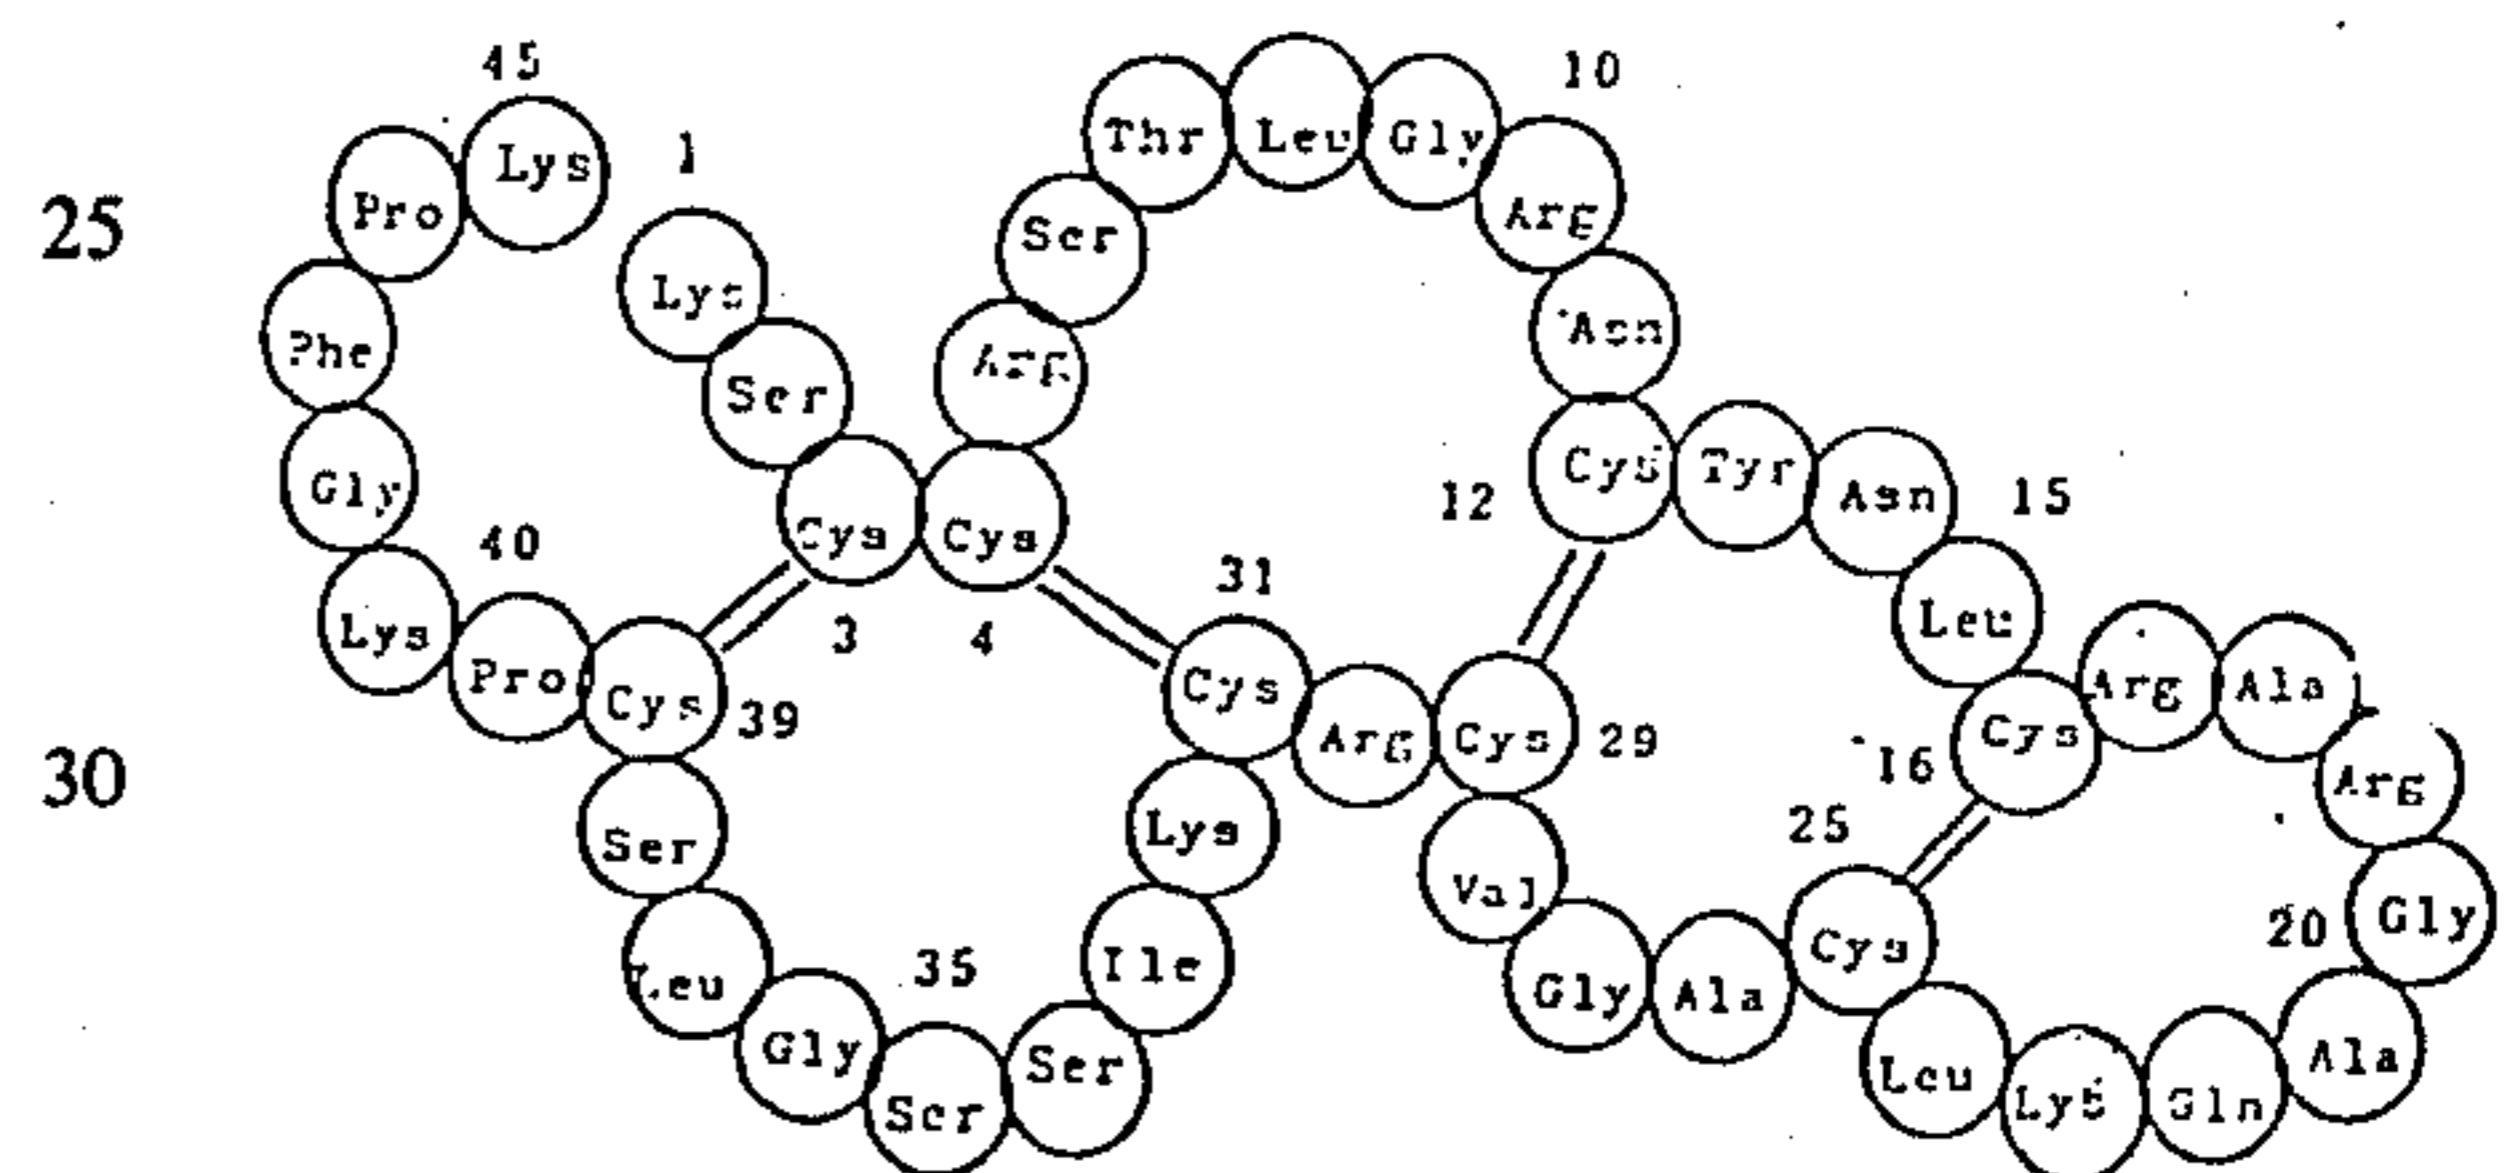 25
30
1
Lys
Ser
Cys
3
Cys
4
Arg
Ser
Thr
Leu
Gly
Arg
10
Asn
Cys
12
Tyr
Asn
Leu
15
Cys
16
Arg
Ala
Arg
Gly
20
Ala
Gln
Lys
Leu
Cys
25
Ala
Gly
Val
Cys
29
Arg
Cys
31
Lys
Ile
Ser
Ser
35
Gly
Leu
Ser
Cys
39
Pro
40
Lys
Gly
Phe
Pro
Lys
45